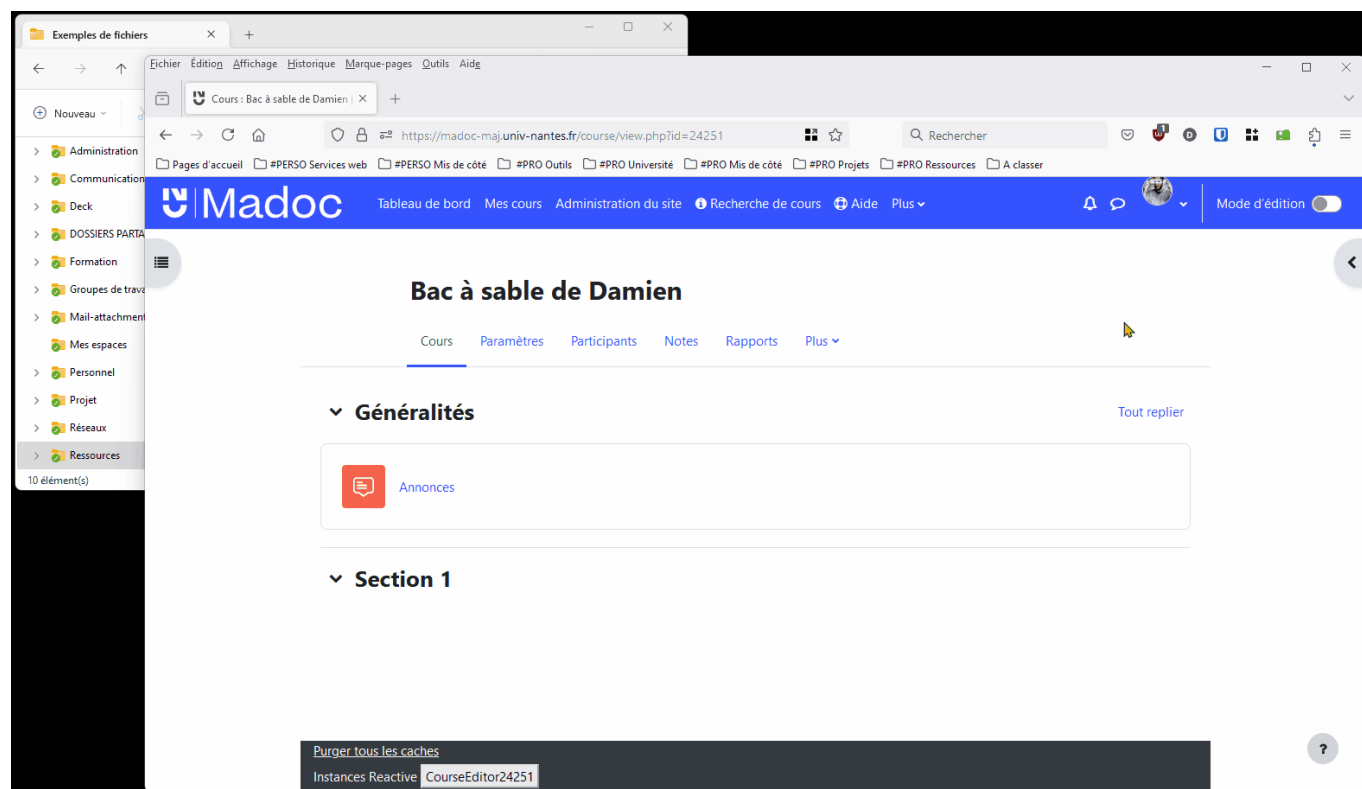 Exemples de fichiers
Nouveau
Administration
Communication
Deck
DOSSIERS PARTA
Formation
Groupes de trava
Mail-attachment
Mes espaces
Personnel
Projet
Réseaux
Ressources
10 élément(s)
Fichier Édition Affichage Historique Marque-pages Outils Aide
Cours : Bac à sable de Damien |
https://madoc-maj.univ-nantes.fr/course/view.php?id=24251 Rechercher
Pages d'accueil #PERSO Services web #PERSO Mis de côté #PRO Outils #PRO Université #PRO Mis de côté #PRO Projets #PRO Ressources A classer
Madoc Tableau de bord Mes cours Administration du site Recherche de cours Aide Plus Mode d'édition
Bac à sable de Damien
Cours Paramètres Participants Notes Rapports Plus
Généralités Tout replier
Annonces
Section 1
Purger tous les caches
Instances Reactive CourseEditor24251
?